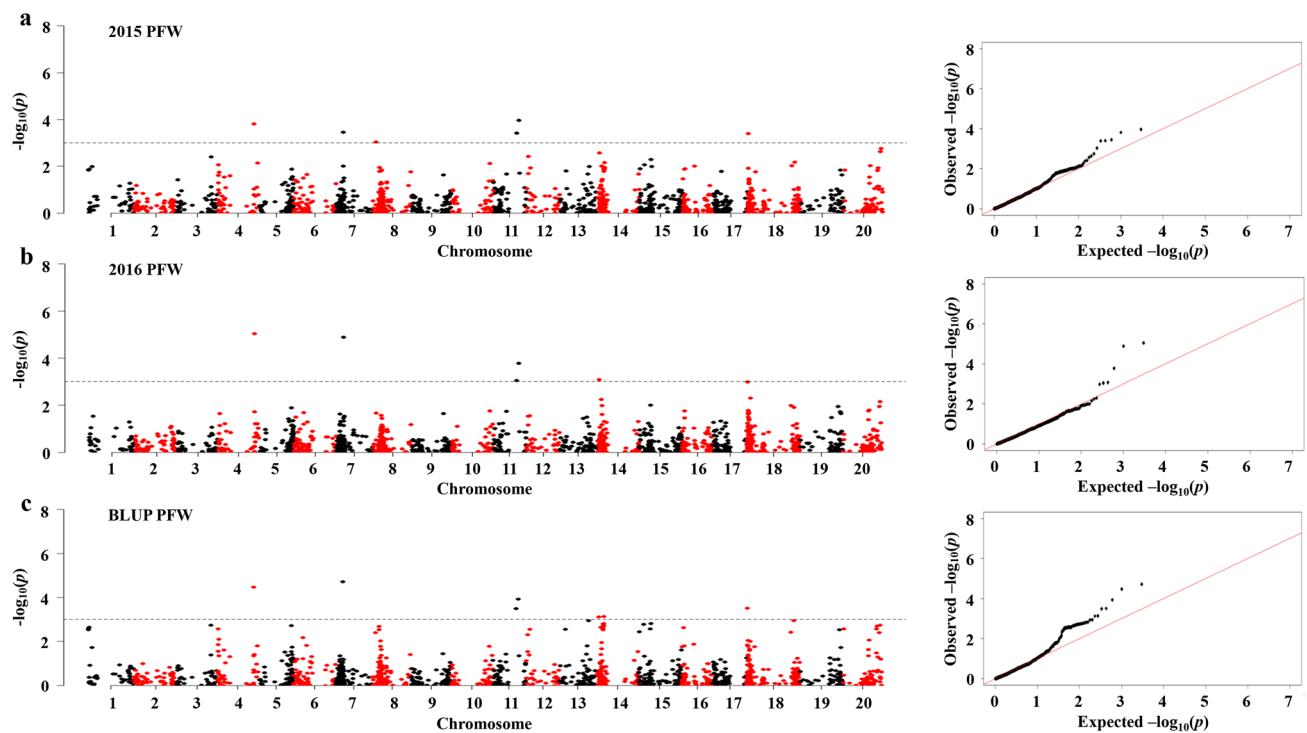 a
2015 PFW
8
6
4
2
0
-log10(p)
1 2 3 4 5 6 7 8 9 10 11 12 13 14 15 16 17 18 19 20
Chromosome
8
6
4
2
0
Observed –log10(p)
0 1 2 3 4 5 6 7
Expected –log10(p)
b
2016 PFW
8
6
4
2
0
-log10(p)
1 2 3 4 5 6 7 8 9 10 11 12 13 14 15 16 17 18 19 20
Chromosome
8
6
4
2
0
Observed –log10(p)
0 1 2 3 4 5 6 7
Expected –log10(p)
c
BLUP PFW
8
6
4
2
0
-log10(p)
1 2 3 4 5 6 7 8 9 10 11 12 13 14 15 16 17 18 19 20
Chromosome
8
6
4
2
0
Observed –log10(p)
0 1 2 3 4 5 6 7
Expected –log10(p)